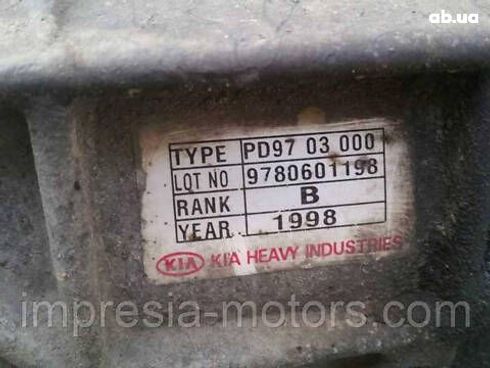 ab.ua
TYPE PD97 03 000
LOT NO 9780601198
RANK B
YEAR 1998
KIA KIA HEAVY INDUSTRIES
impresia-motors.com